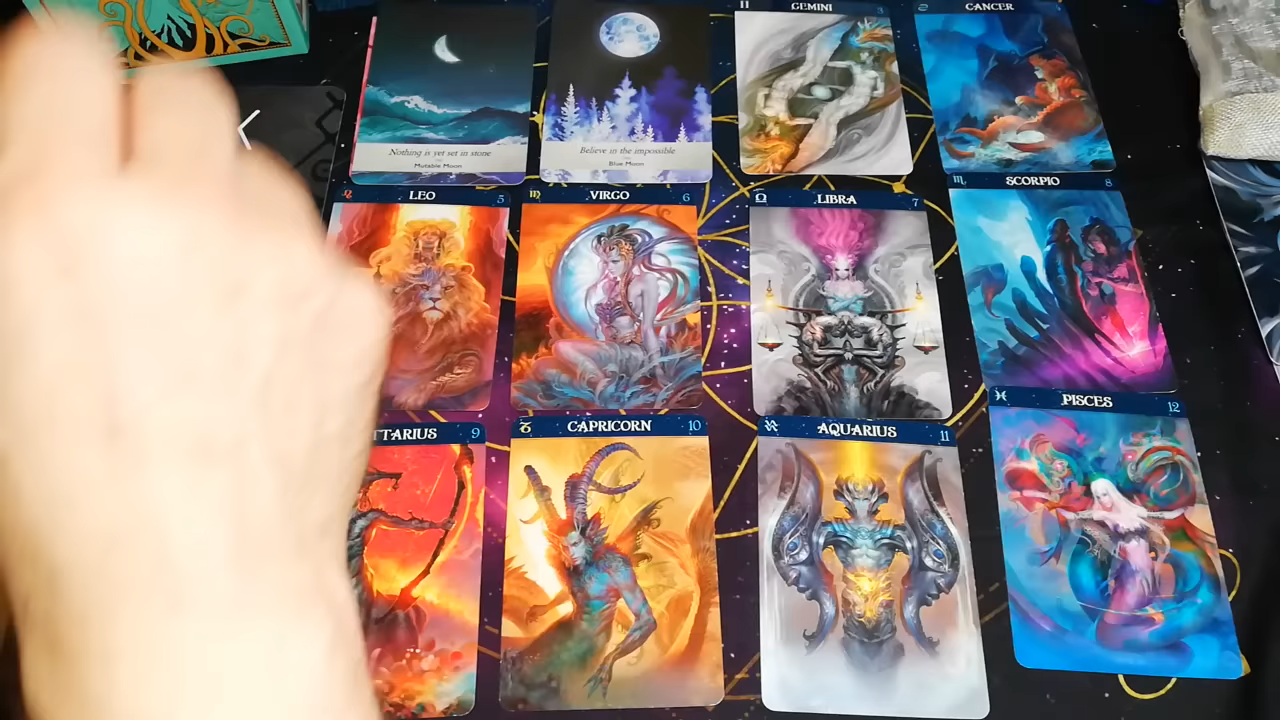 II GEMINI 3
CANCER
Nothing is yet set in stone
Mutable Moon
Believe in the impossible
Blue Moon
LEO 5
VIRGO 6
LIBRA 7
SCORPIO 8
TTARIUS 9
CAPRICORN 10
AQUARIUS 11
PISCES 12